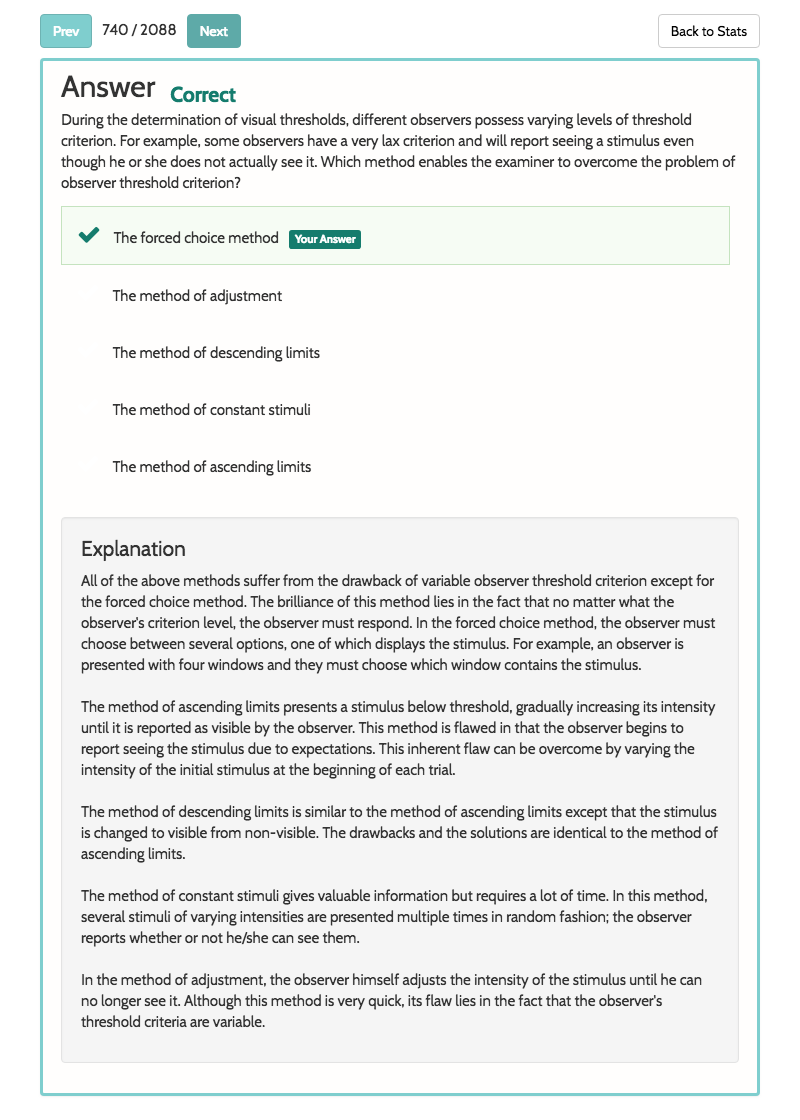 Prev 740 / 2088 Next Back to Stats
Answer Correct
During the determination of visual thresholds, different observers possess varying levels of threshold
criterion. For example, some observers have a very lax criterion and will report seeing a stimulus even
though he or she does not actually see it. Which method enables the examiner to overcome the problem of
observer threshold criterion?
The forced choice method Your Answer
The method of adjustment
The method of descending limits
The method of constant stimuli
The method of ascending limits
Explanation
All of the above methods suffer from the drawback of variable observer threshold criterion except for
the forced choice method. The brilliance of this method lies in the fact that no matter what the
observer's criterion level, the observer must respond. In the forced choice method, the observer must
choose between several options, one of which displays the stimulus. For example, an observer is
presented with four windows and they must choose which window contains the stimulus.
The method of ascending limits presents a stimulus below threshold, gradually increasing its intensity
until it is reported as visible by the observer. This method is flawed in that the observer begins to
report seeing the stimulus due to expectations. This inherent flaw can be overcome by varying the
intensity of the initial stimulus at the beginning of each trial.
The method of descending limits is similar to the method of ascending limits except that the stimulus
is changed to visible from non-visible. The drawbacks and the solutions are identical to the method of
ascending limits.
The method of constant stimuli gives valuable information but requires a lot of time. In this method,
several stimuli of varying intensities are presented multiple times in random fashion; the observer
reports whether or not he/she can see them.
In the method of adjustment, the observer himself adjusts the intensity of the stimulus until he can
no longer see it. Although this method is very quick, its flaw lies in the fact that the observer's
threshold criteria are variable.